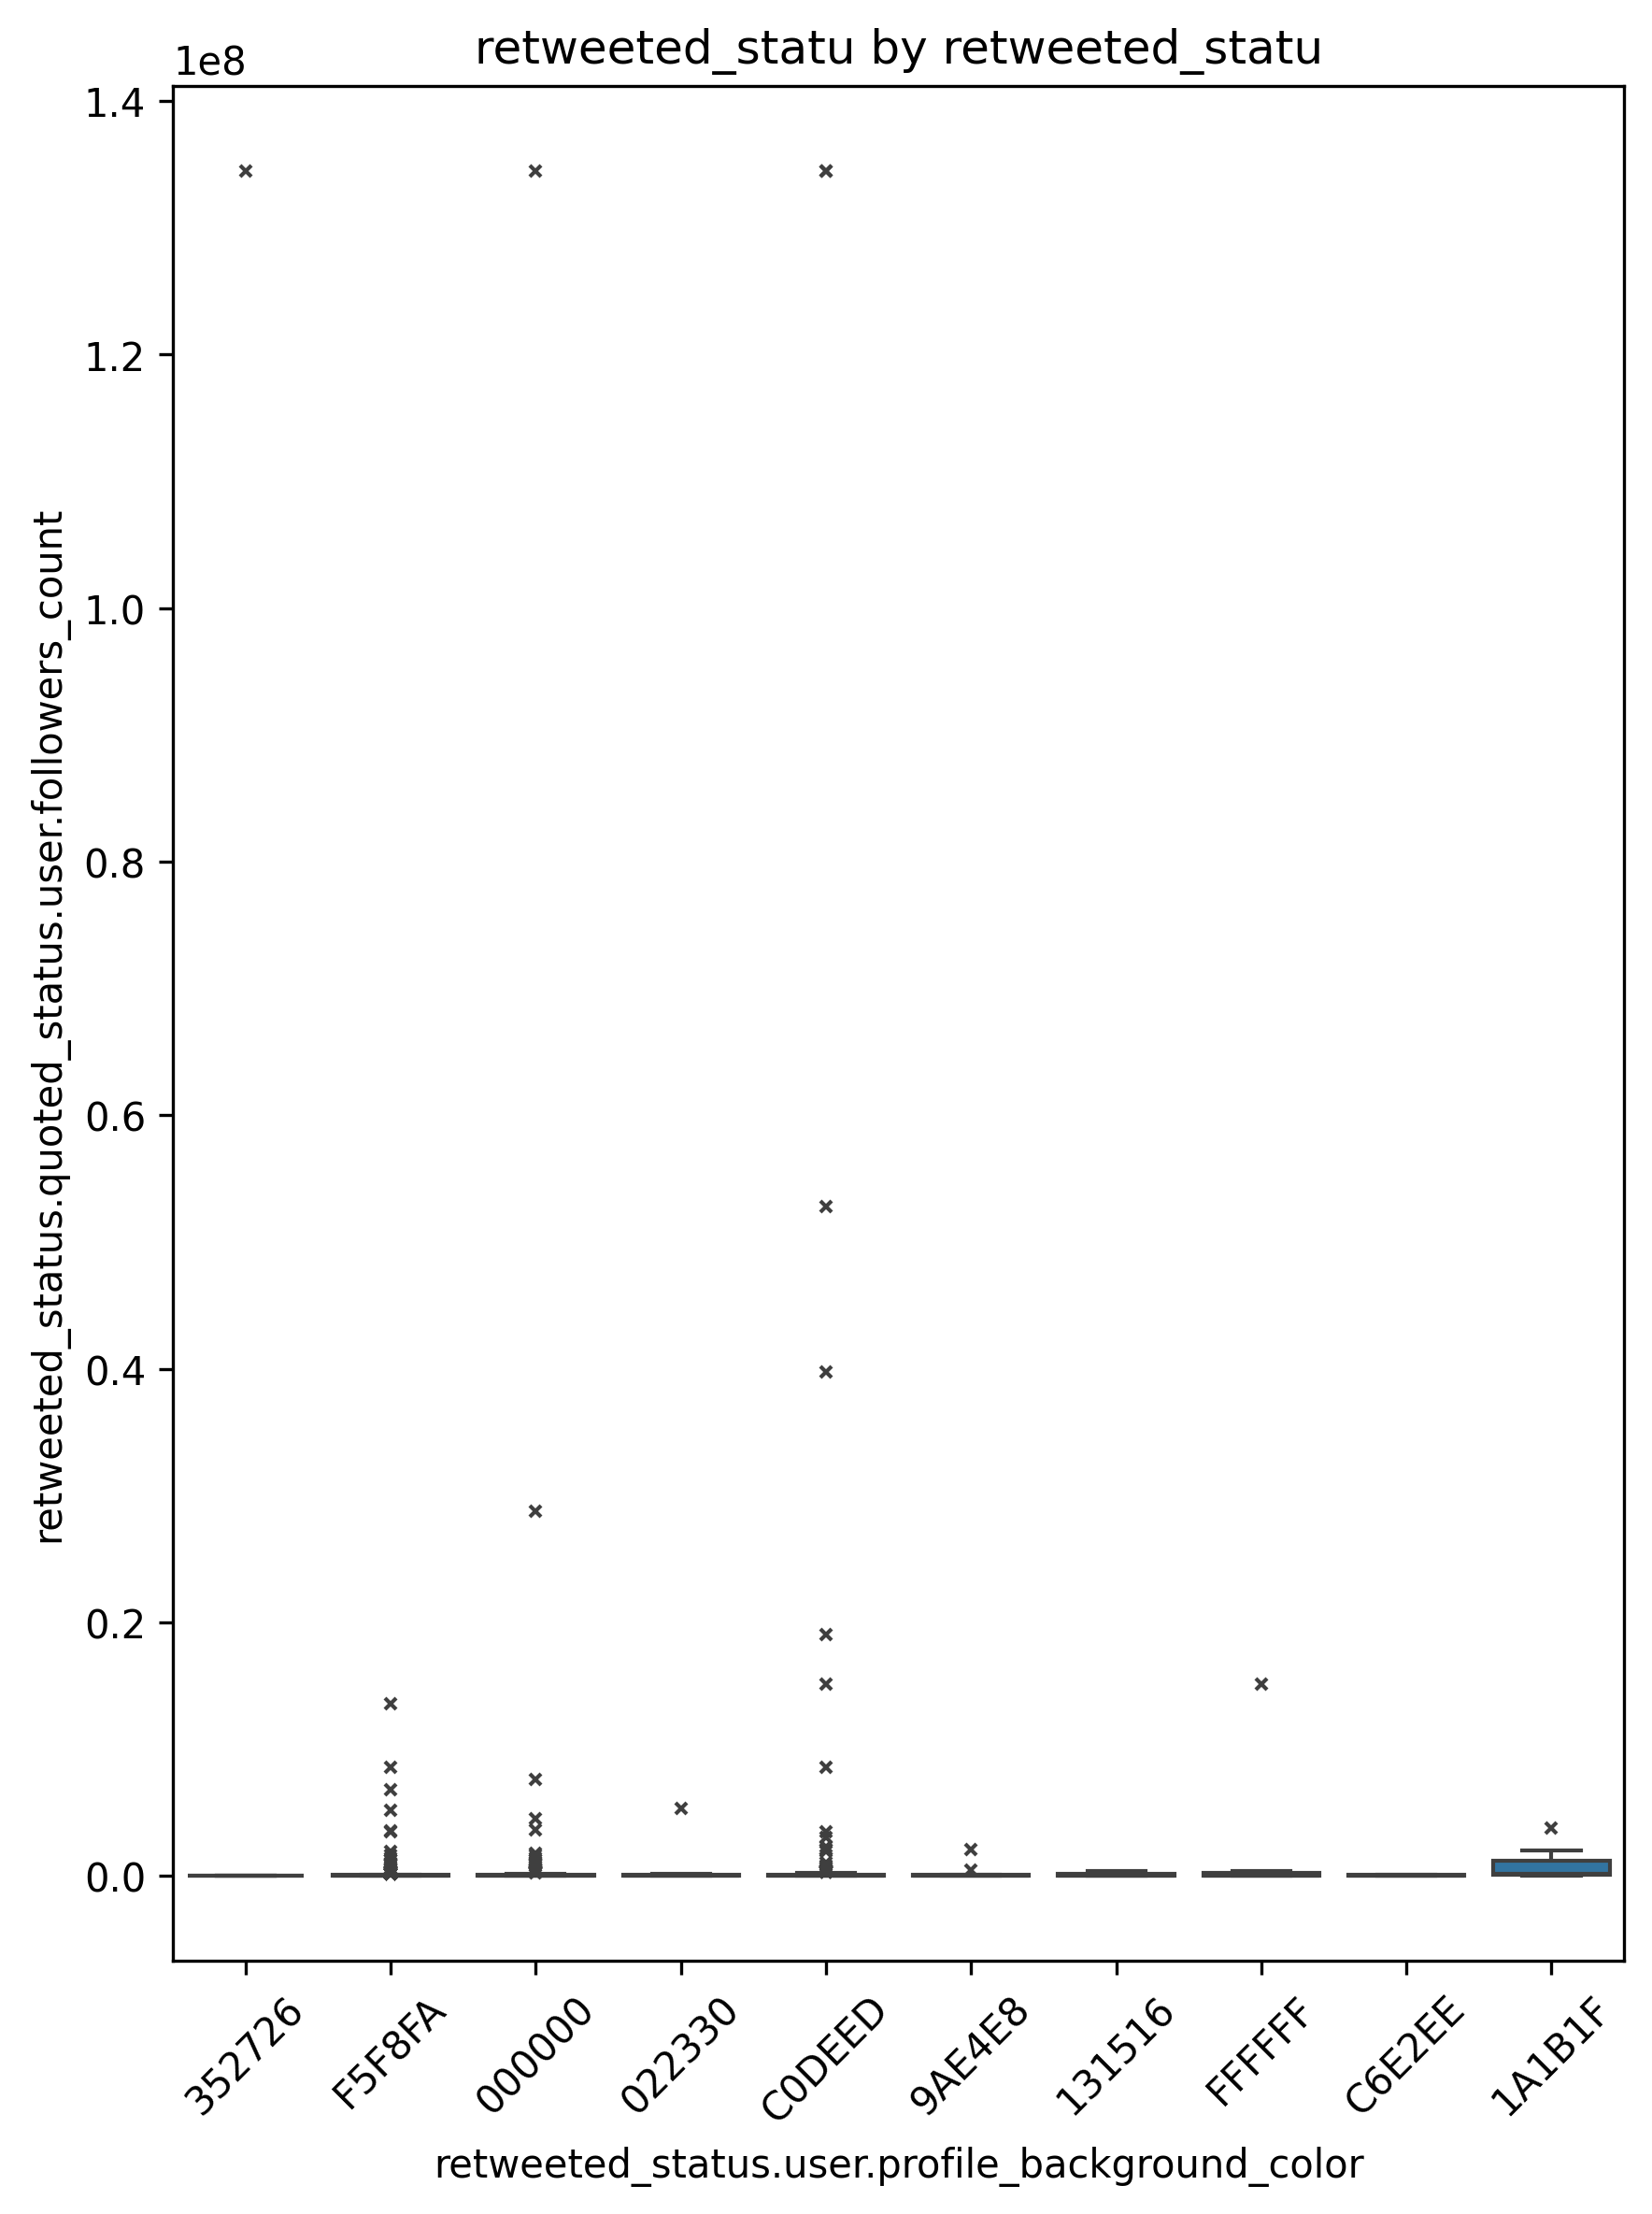 retweeted_statu by retweeted_statu
1e8
1.4
1.2
1.0
0.8
0.6
0.4
0.2
0.0
retweeted_status.quoted_status.user.followers_count
352726
F5F8FA
000000
022330
C0DEED
9AE4E8
131516
FFFFFF
C6E2EE
1A1B1F
retweeted_status.user.profile_background_color